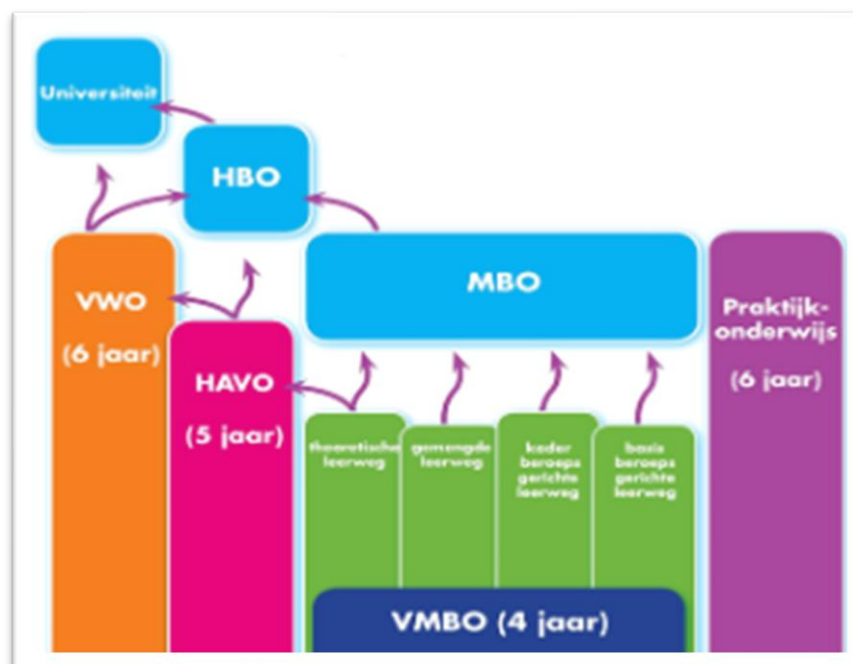 Universiteit
HBO
MBO
VWO
(6 jaar)
HAVO
(5 jaar)
theoretische
leerweg
gemengde
leerweg
kader
beroeps
gerichte
leerweg
basis
beroeps
gerichte
leerweg
Praktijk-
onderwijs
(6 jaar)
VMBO (4 jaar)